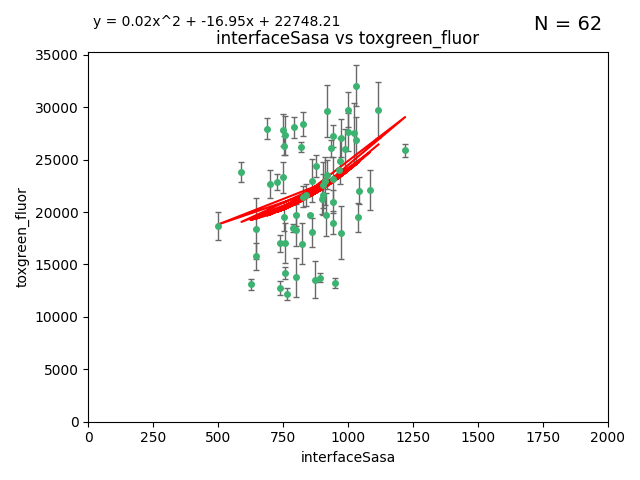 y = 0.02x^2 + -16.95x + 22748.21
N = 62
interfaceSasa vs toxgreen_fluor
35000
30000
25000
20000
15000
10000
5000
0
toxgreen_fluor
0 250 500 750 1000 1250 1500 1750 2000
interfaceSasa